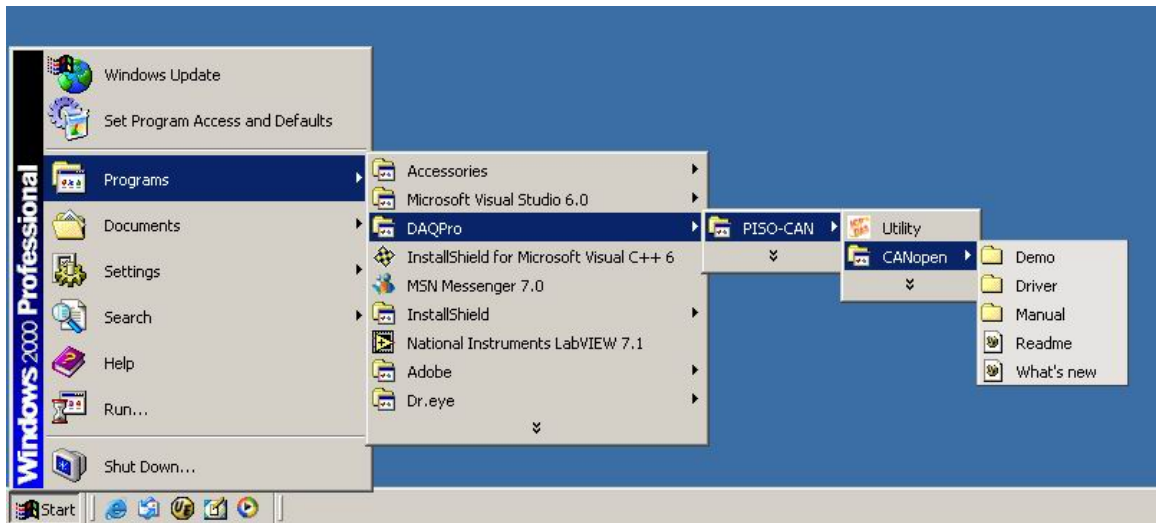 Windows 2000 Professional
Windows Update
Set Program Access and Defaults
Programs
Documents
Settings
Search
Help
Run...
Shut Down...
Accessories
Microsoft Visual Studio 6.0
DAQPro
InstallShield for Microsoft Visual C++ 6
MSN Messenger 7.0
InstallShield
National Instruments LabVIEW 7.1
Adobe
Dr.eye
PISO-CAN
Utility
CANopen
Demo
Driver
Manual
Readme
What's new
Start